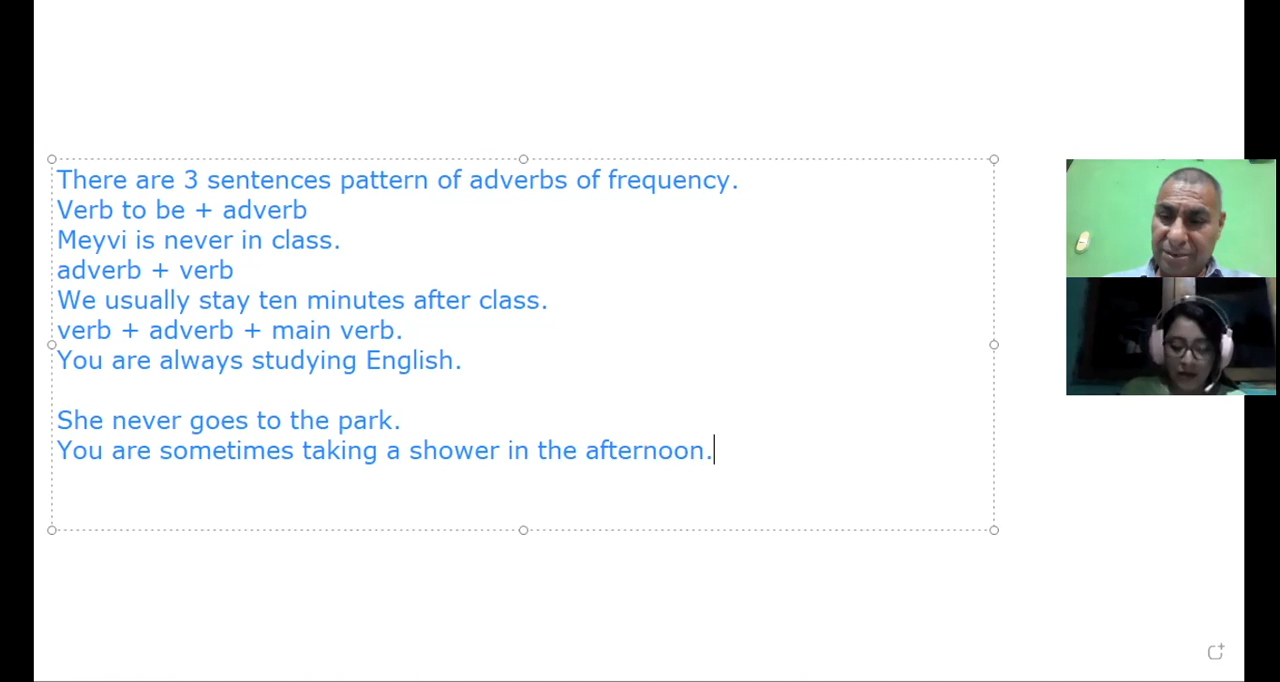 There are 3 sentences pattern of adverbs of frequency.
Verb to be + adverb
Meyvi is never in class.
adverb + verb
We usually stay ten minutes after class.
verb + adverb + main verb.
You are always studying English.
She never goes to the park.
You are sometimes taking a shower in the afternoon.